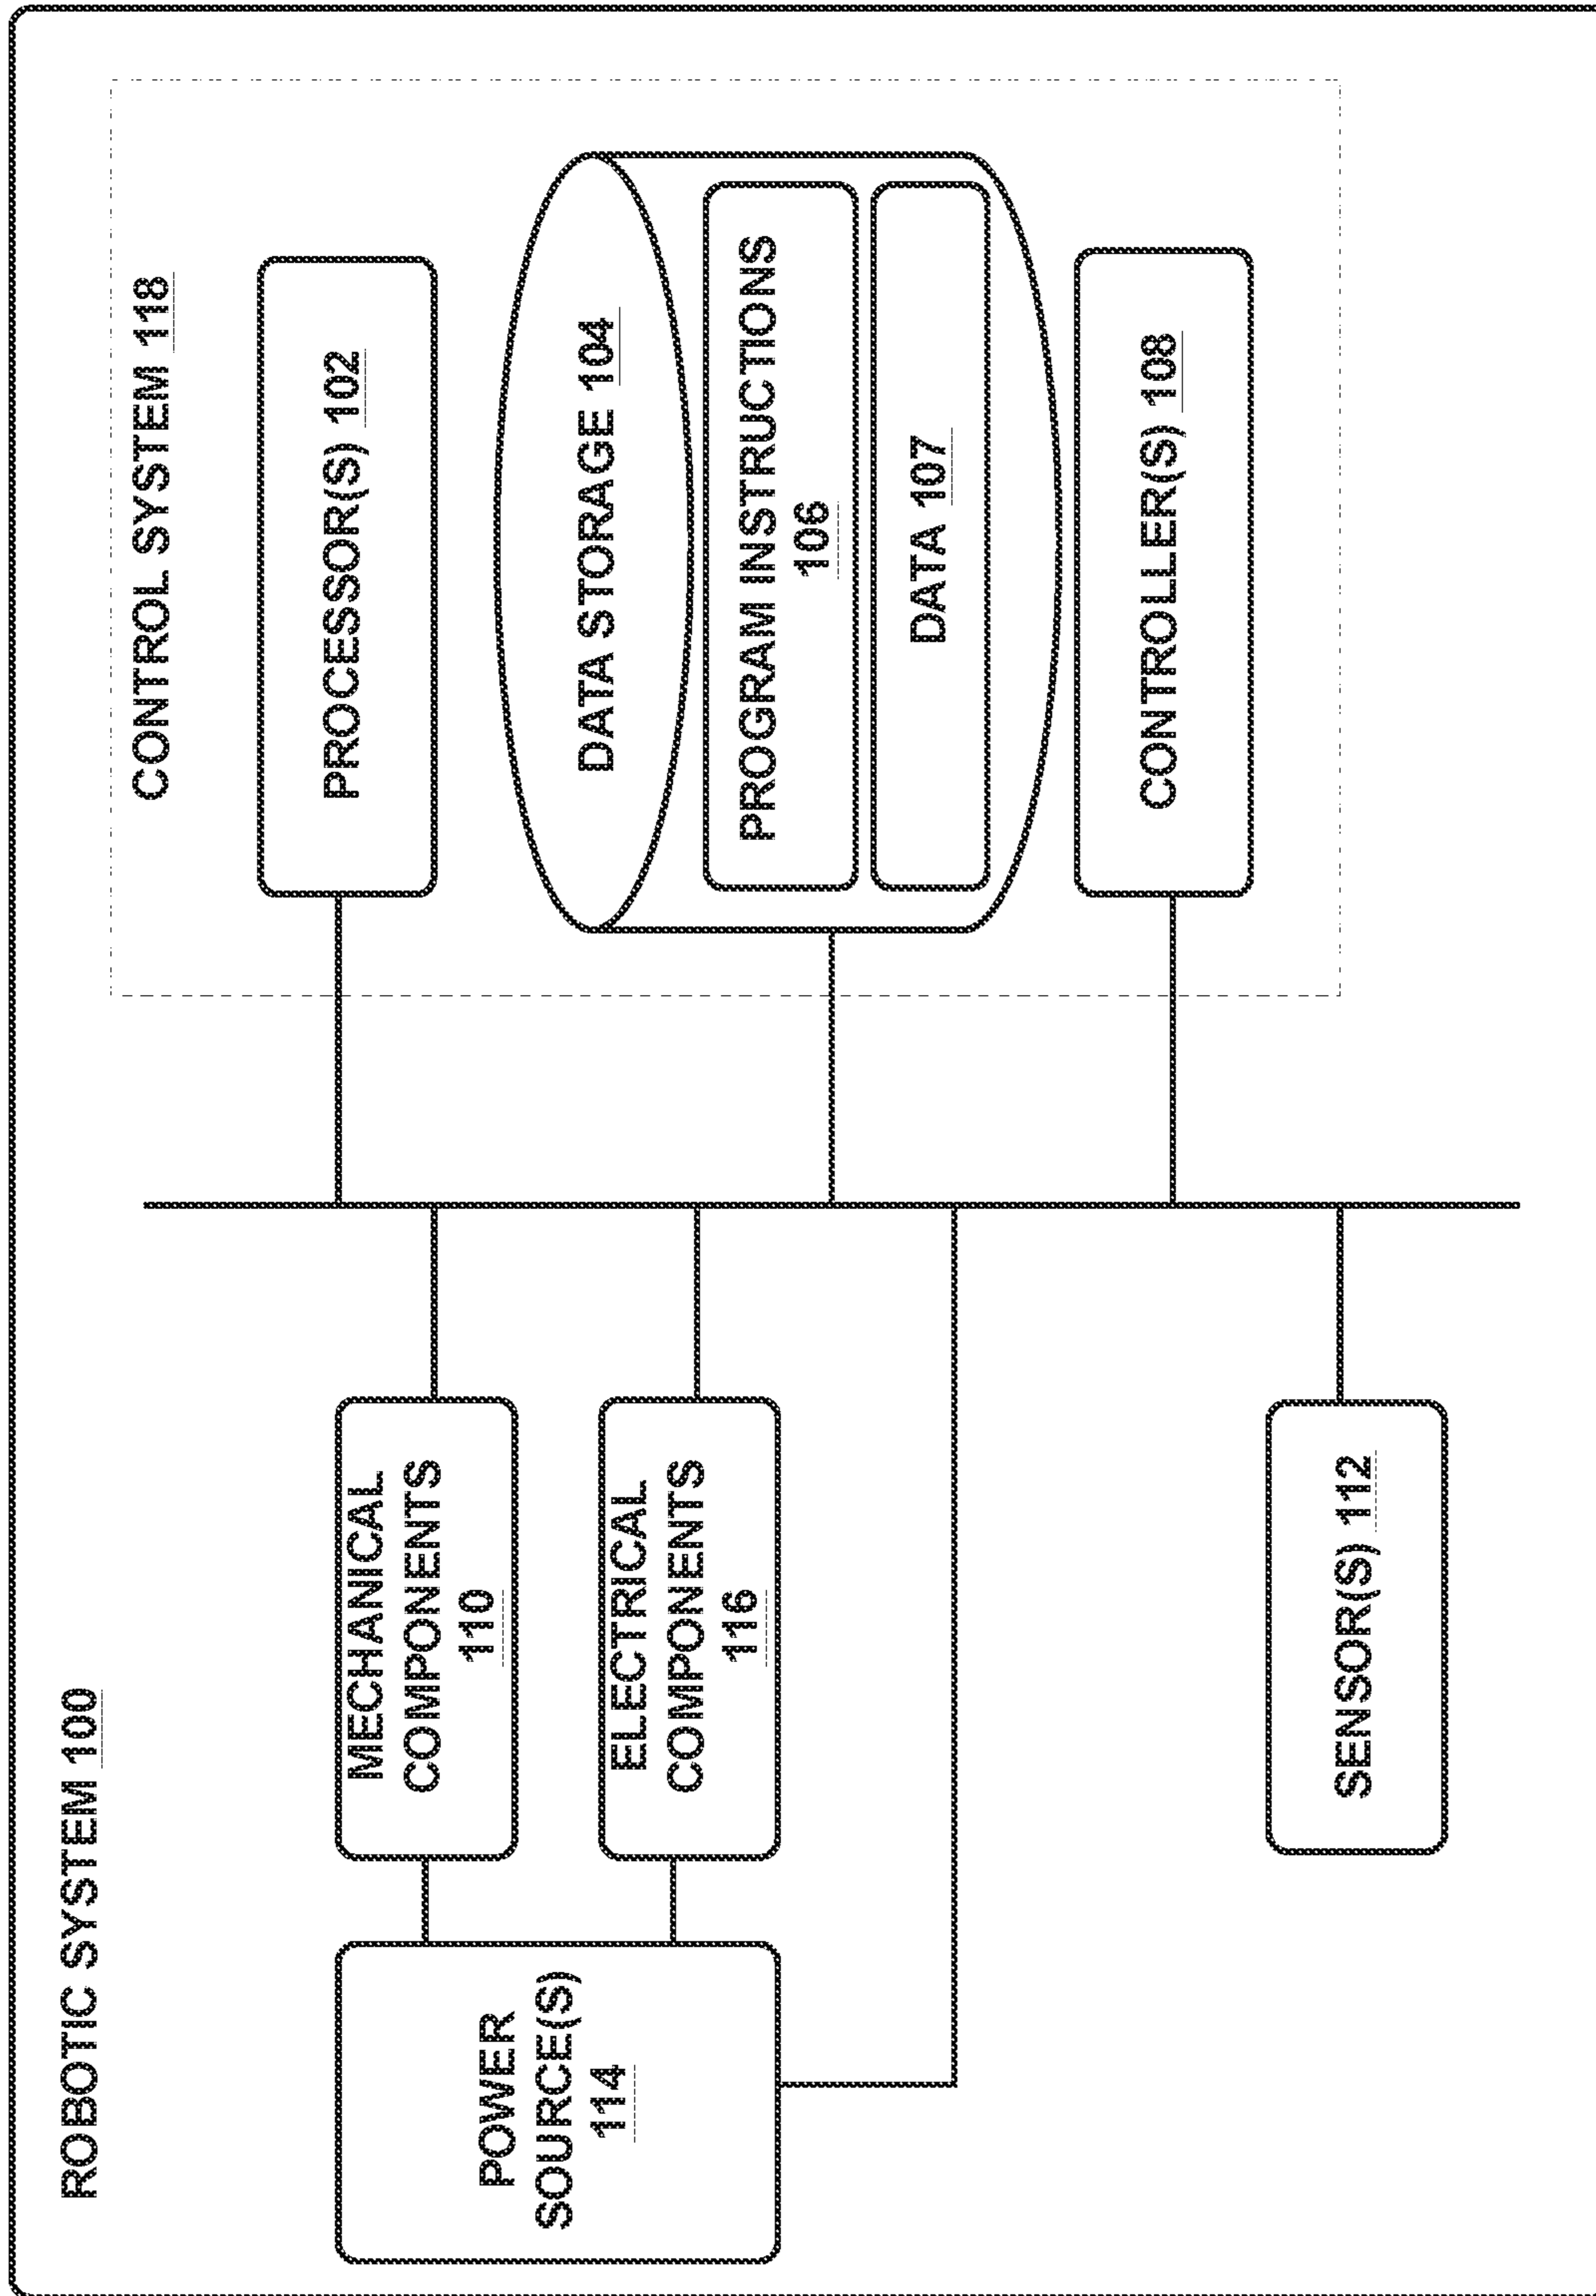 ROBOTIC SYSTEM 100
CONTROL SYSTEM 118
PROCESSOR(S) 102
DATA STORAGE 104
PROGRAM INSTRUCTIONS
106
DATA 107
CONTROLLER(S) 108
MECHANICAL
COMPONENTS
110
ELECTRICAL
COMPONENTS
116
POWER
SOURCE(S)
114
SENSOR(S) 112